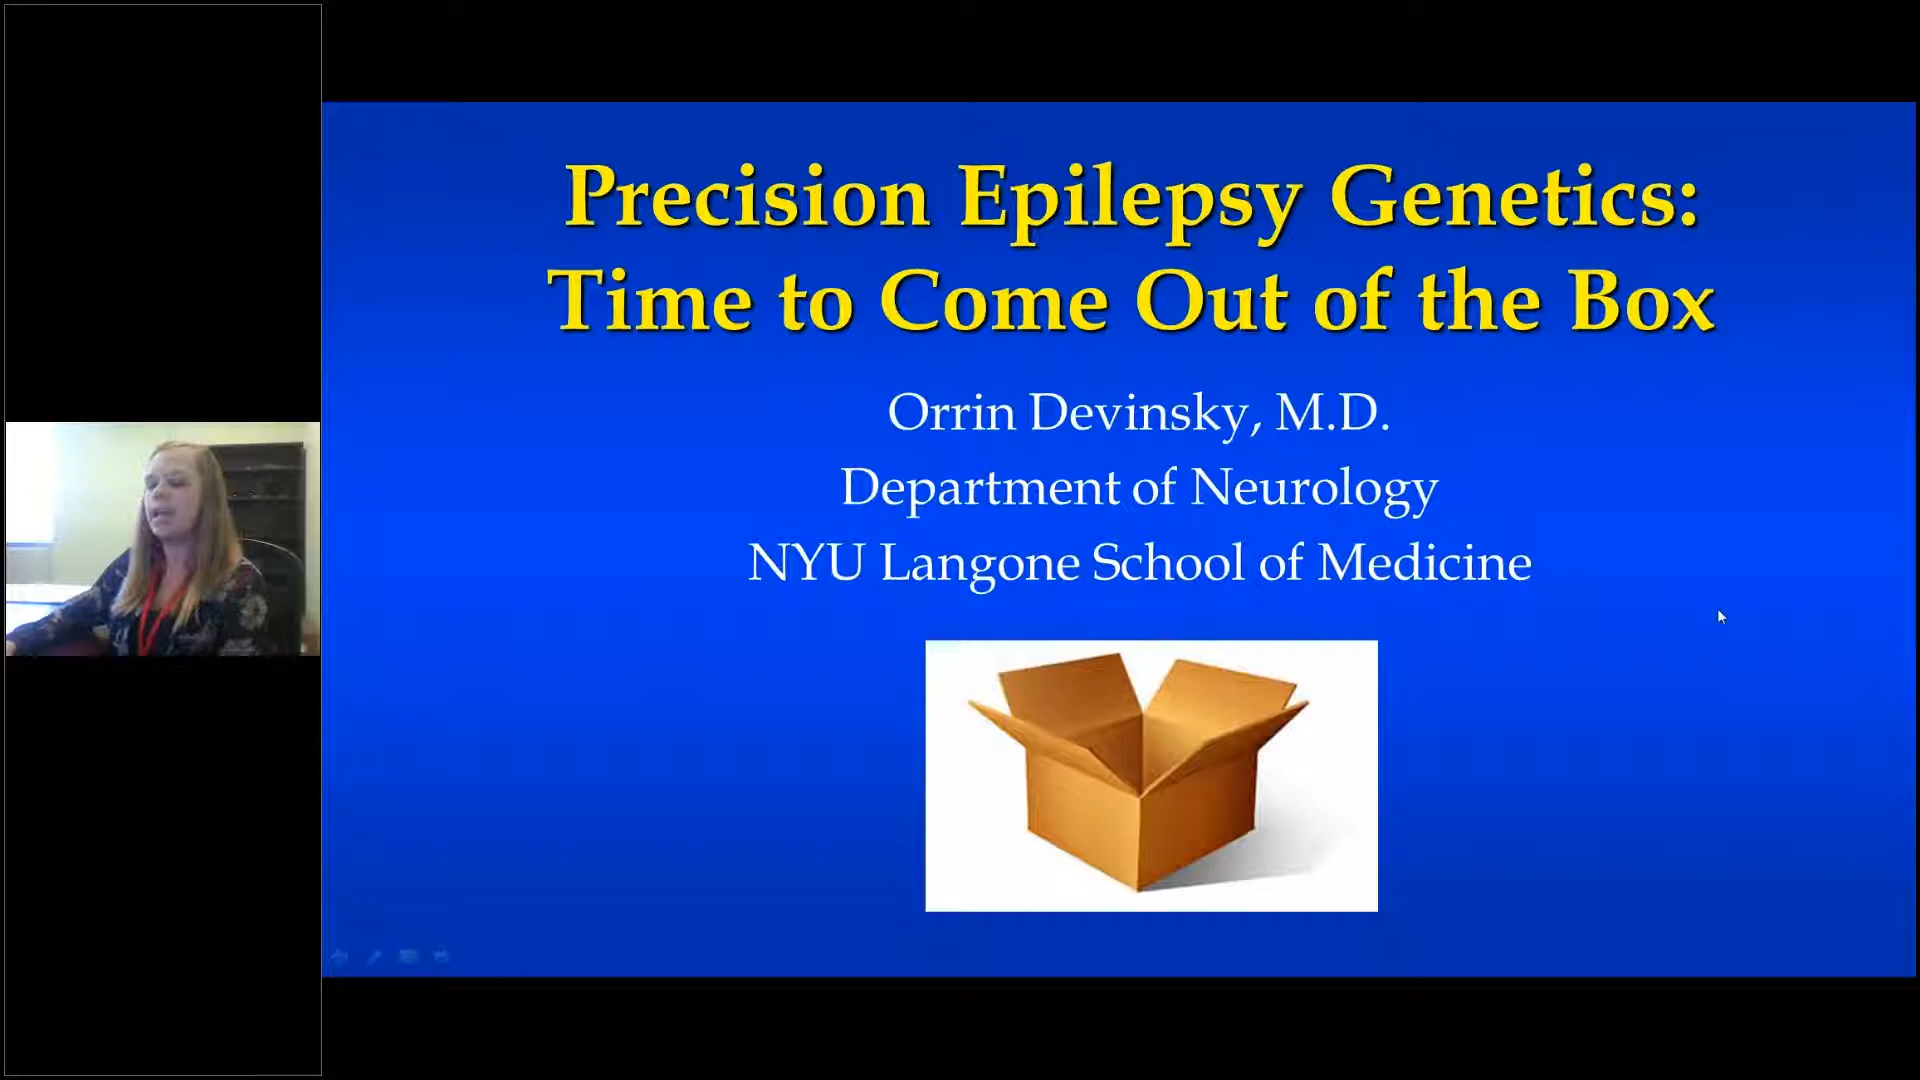 Precision Epilepsy Genetics:
Time to Come Out of the Box
Orrin Devinsky, M.D.
Department of Neurology
NYU Langone School of Medicine